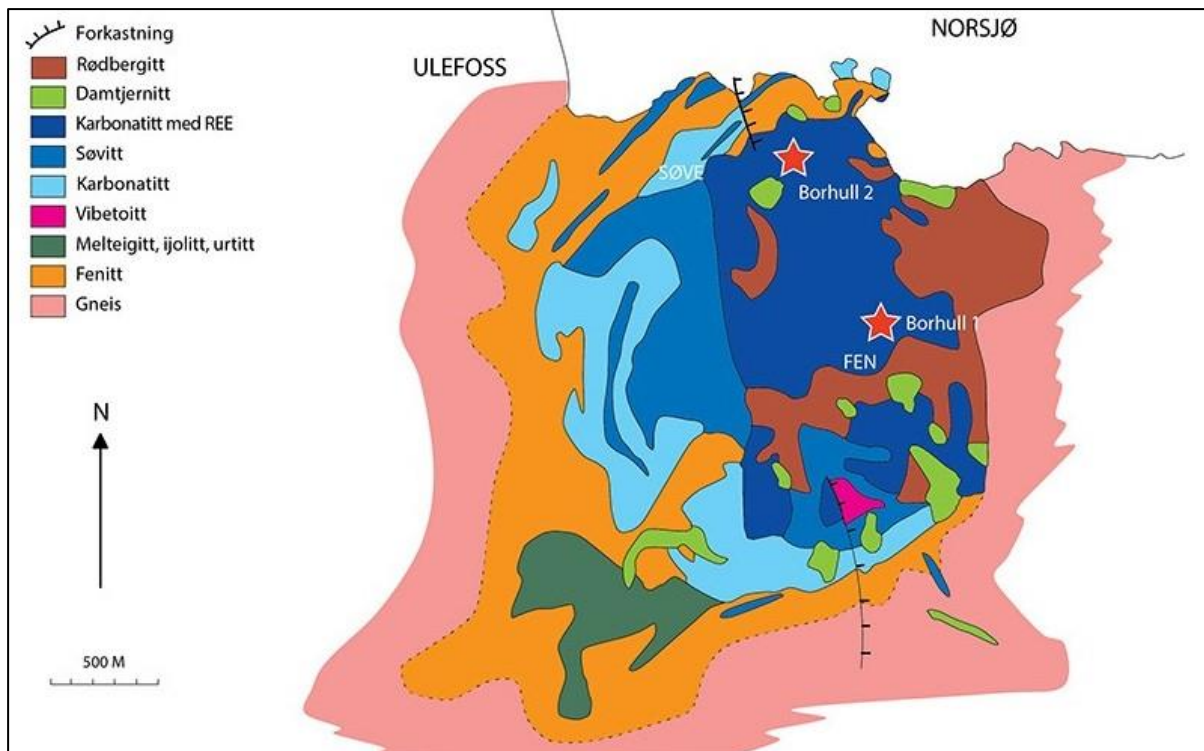 Forkastning
Rødbergitt
Damtjernitt
Karbonatitt med REE
Søvitt
Karbonatitt
Vibetoitt
Melteigitt, ijolitt, urtitt
Fenitt
Gneis
ULEFOSS
NORSJØ
SØVE
Borhull 2
Borhull 1
FEN
N
500 M